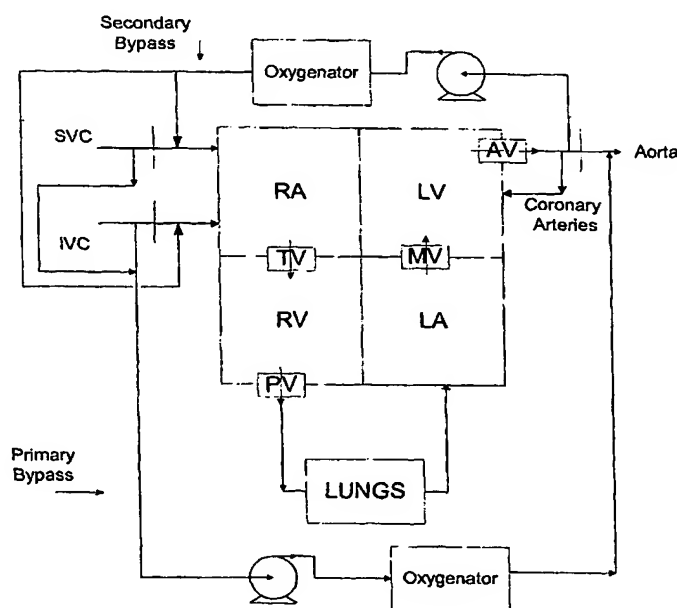 Secondary
Bypass
Oxygenator
SVC
AV
Aorta
RA
LV
Coronary
Arteries
IVC
TV
MV
RV
LA
PV
Primary
Bypass
LUNGS
Oxygenator